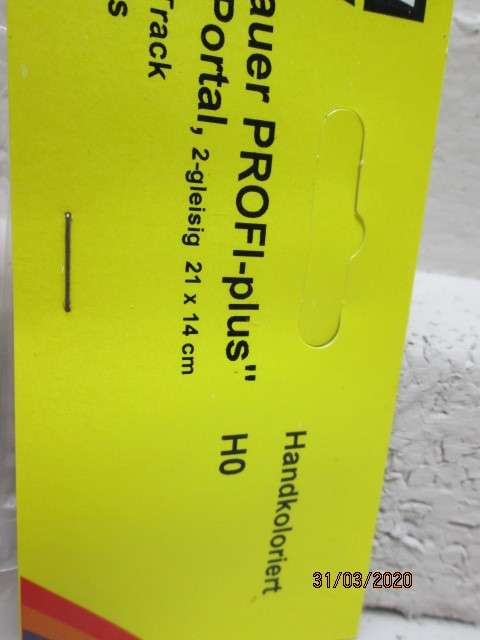 Handkoloriert
auer PROFI-plus" H0
Portal, 2-gleisig 21 x 14 cm
Track
s
31/03/2020